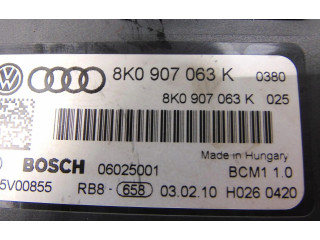 8K0 907 063 K 0380
8K0 907 063 K 025
Made in Hungary
BOSCH 06025001 BCM1 1.0
5V00855 RB8- 658 03.02.10 H026 0420